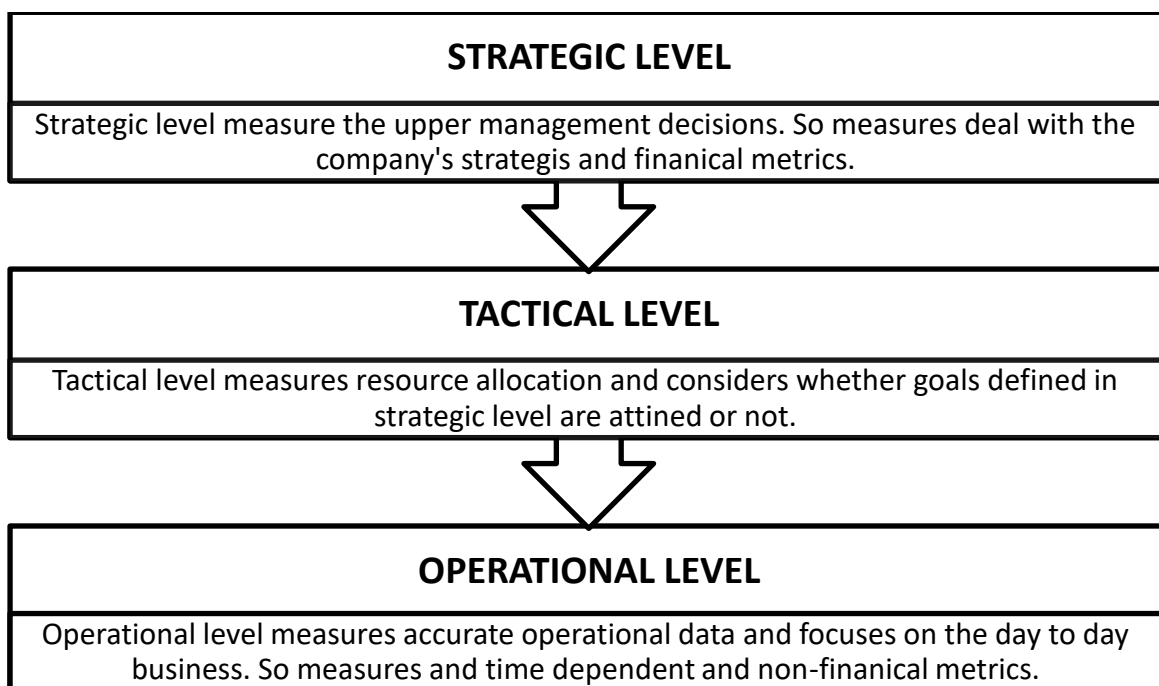 STRATEGIC LEVEL
Strategic level measure the upper management decisions. So measures deal with the
company's strategis and finanical metrics.
TACTICAL LEVEL
Tactical level measures resource allocation and considers whether goals defined in
strategic level are attined or not.
OPERATIONAL LEVEL
Operational level measures accurate operational data and focuses on the day to day
business. So measures and time dependent and non-finanical metrics.